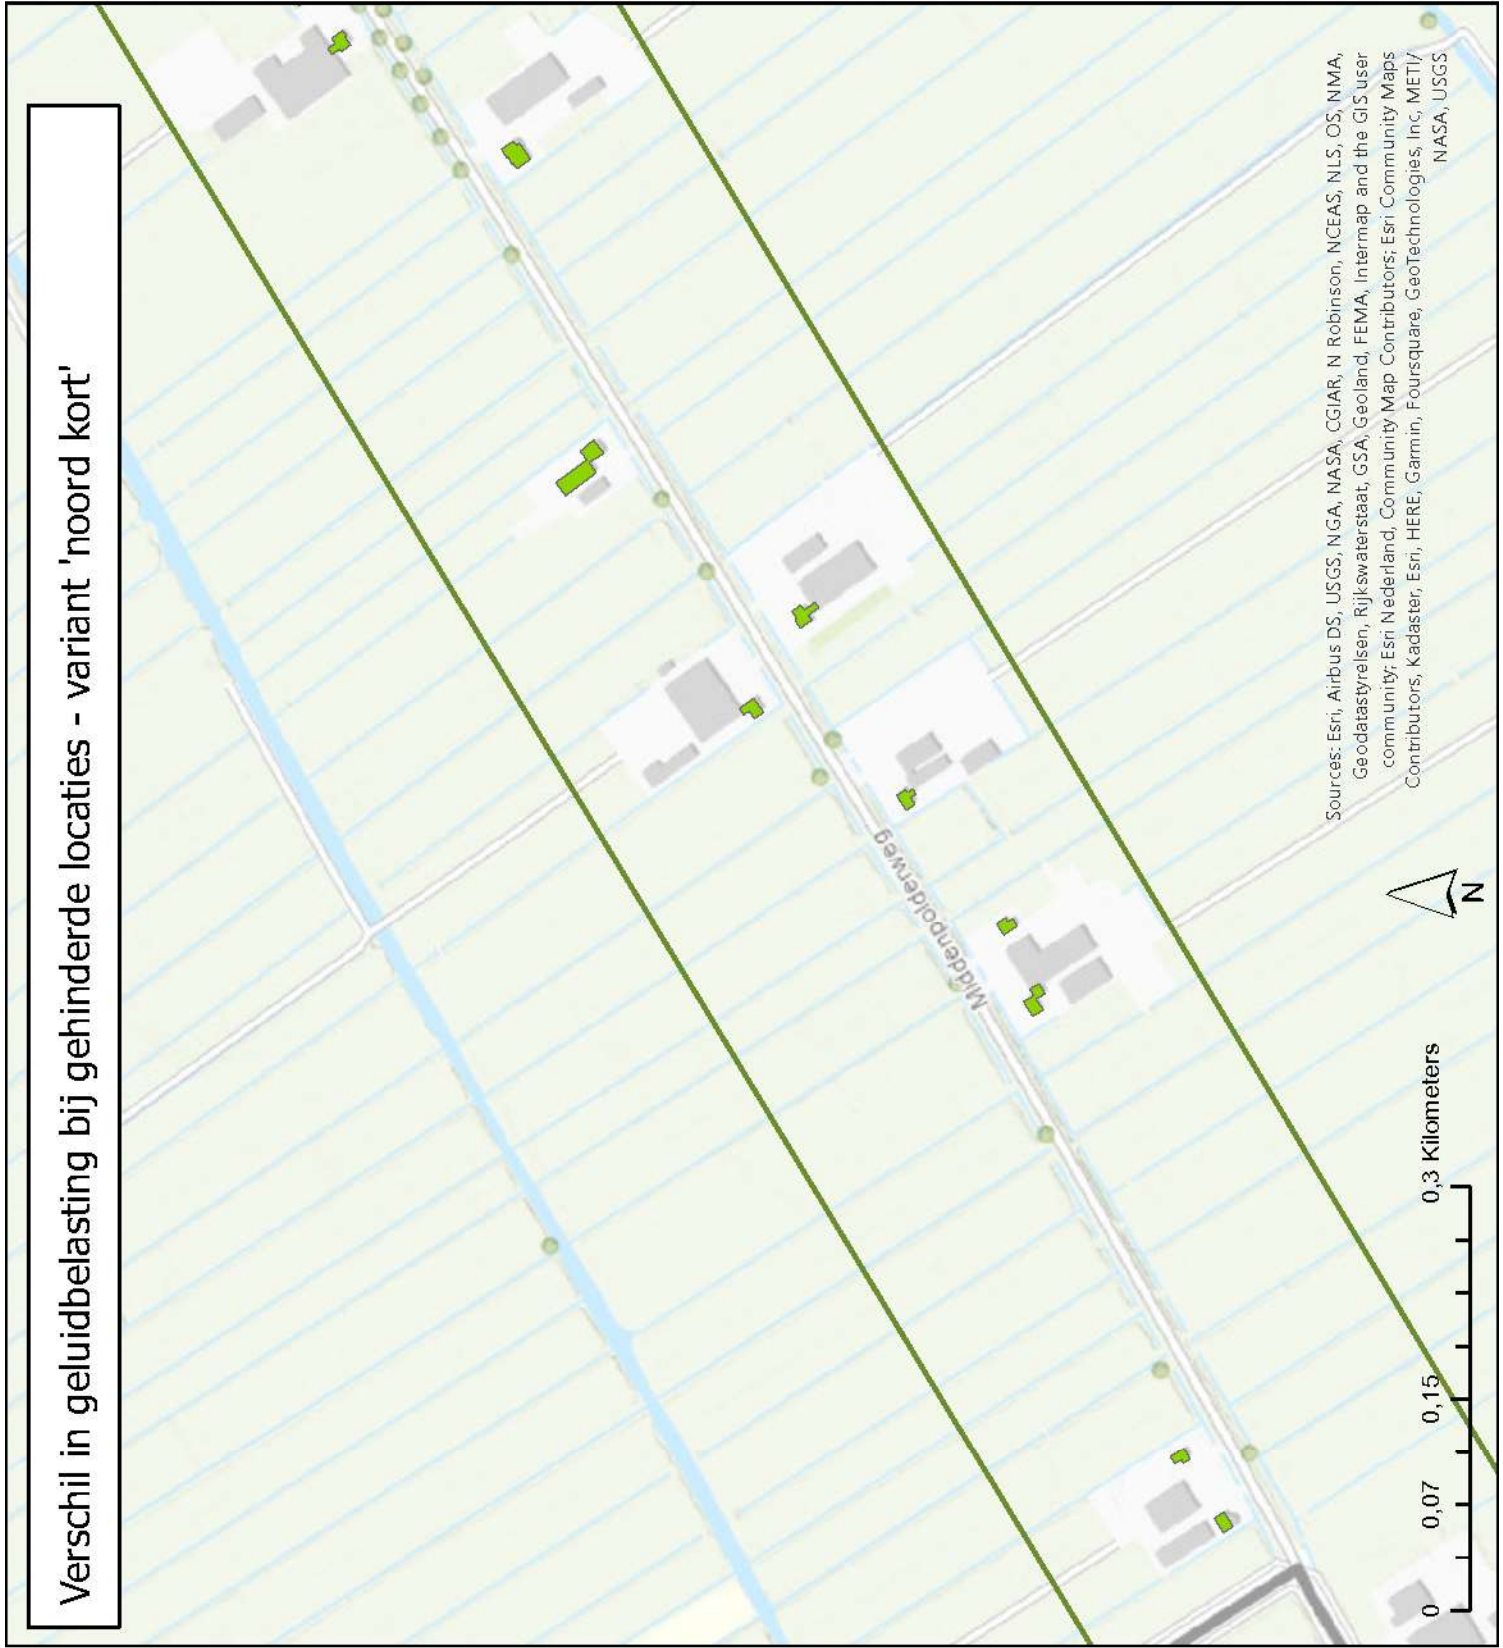 Verschil in geluidbelasting bij gehinderde locaties - variant 'noord kort'
Middenpolderweg
Sources: Esri, Airbus DS, USGS, NGA, NASA, CGIAR, N Robinson, NCEAS, NLS, OS, NMA,
Geodatastyrelsen, Rijkswaterstaat, GSA, Geoland, FEMA, Intermap and the GIS user
community; Esri Nederland, Community Map Contributors; Esri Community Maps
Contributors, Kadaster, Esri, HERE, Garmin, Foursquare, GeoTechnologies, Inc, METI/
NASA, USGS
N
0 0,07 0,15 0,3 Kilometers